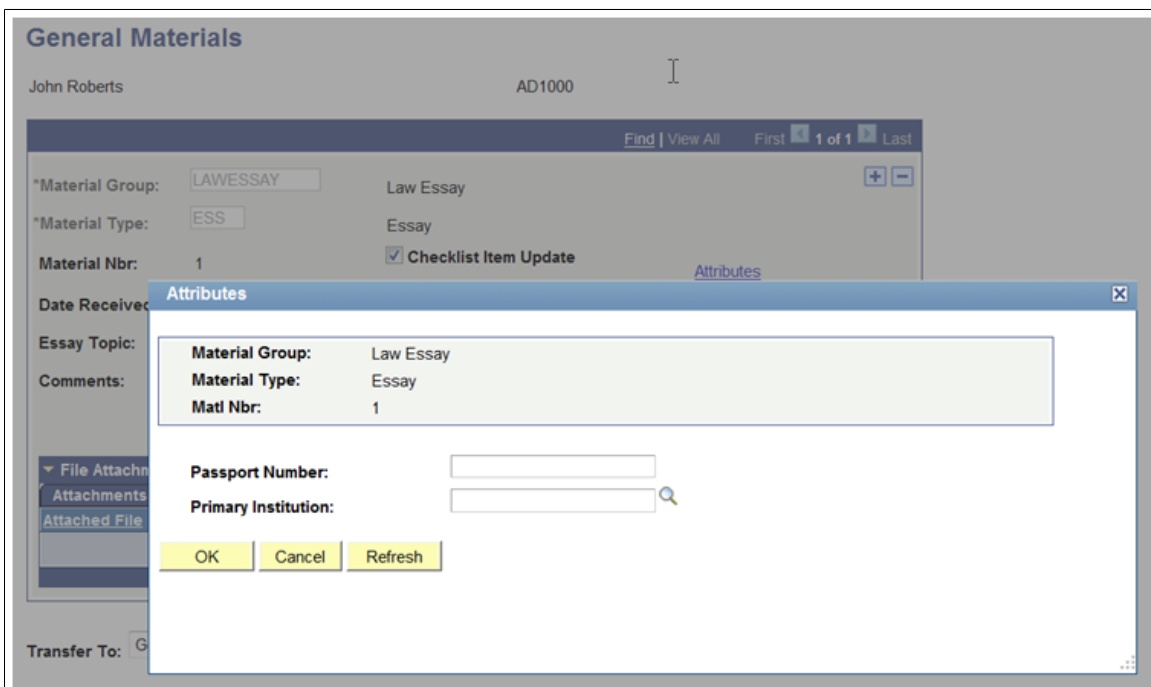 General Materials
John Roberts AD1000
Find | View All First 1 of 1 Last
*Material Group: LAWESSAY Law Essay
*Material Type: ESS Essay
Material Nbr: 1 Checklist Item Update
Attributes
Date Received
Essay Topic:
Comments:
File Attachm
Attachments
Attached File
Transfer To: G
Attributes
Material Group: Law Essay
Material Type: Essay
Matl Nbr: 1
Passport Number:
Primary Institution:
OK Cancel Refresh